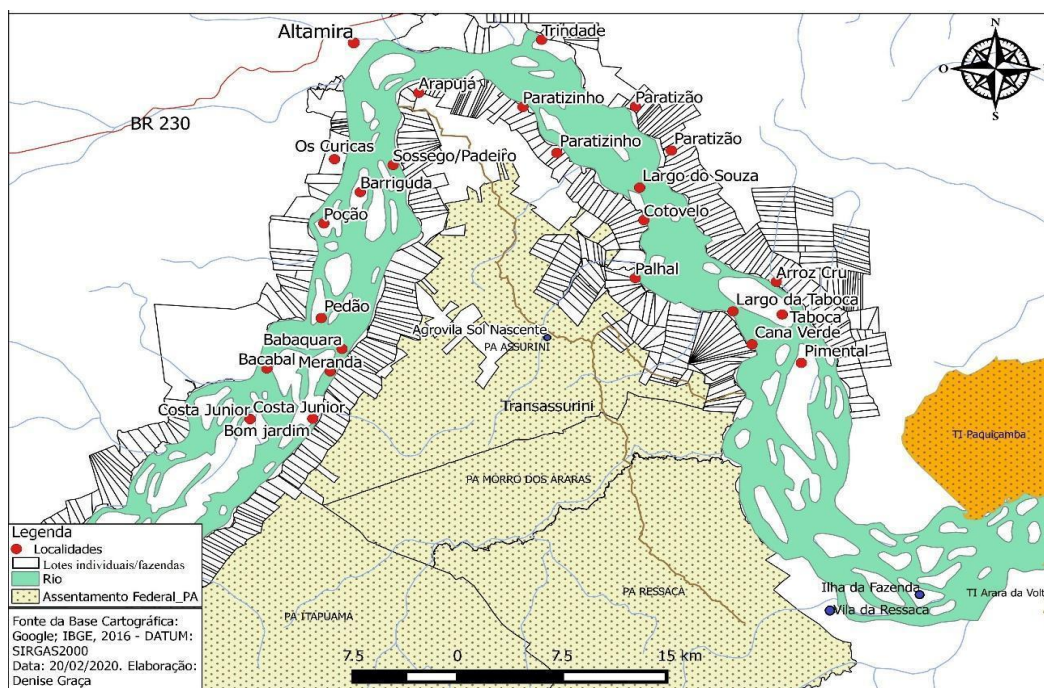 Altamira
Trindade
N
O
S
Arapujá
Paratizinho
Paratizão
BR 230
Os Curicas
Sossego/Padeiro
Paratizinho
Paratizão
Barriguda
Largo do Souza
Poção
Cotovelo
Palhal
Arroz Cru
Pedão
Largo da Taboca
Taboca
Agrovila Sol Nascente
PA ASSURINI
Babaquara
Cana Verde
Bacabal
Meranda
Pimental
Costa Junior
Costa Junior
Bom jardim
Transassurini
TI Paquiçamba
PA MORRO DOS ARARAS
PA RESSACA
PA ITAPUAMA
Ilha da Fazenda
TI Arara da Volt
Vila da Ressaca
Legenda
Localidades
Lotes individuais/fazendas
Rio
Assentamento Federal_PA
Fonte da Base Cartográfica:
Google; IBGE, 2016 - DATUM:
SIRGAS2000
Data: 20/02/2020. Elaboração:
Denise Graça
7.5 0 7.5 15 km